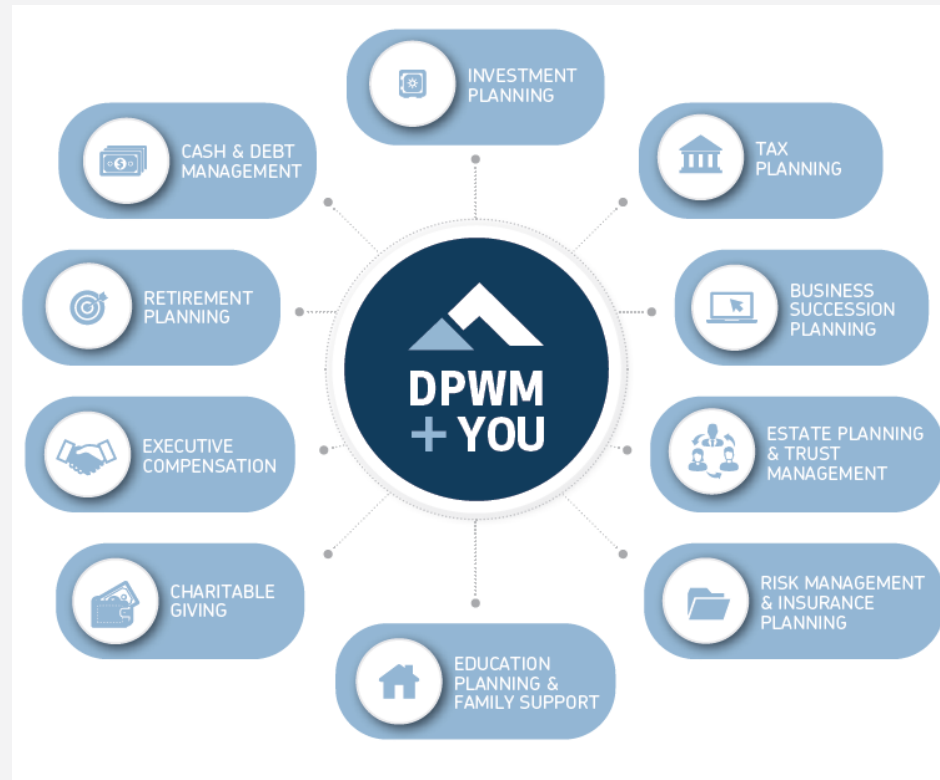 INVESTMENT
PLANNING
CASH & DEBT
MANAGEMENT
TAX
PLANNING
RETIREMENT
PLANNING
BUSINESS
SUCCESSION
PLANNING
DPWM
+ YOU
EXECUTIVE
COMPENSATION
ESTATE PLANNING
& TRUST
MANAGEMENT
CHARITABLE
GIVING
RISK MANAGEMENT
& INSURANCE
PLANNING
EDUCATION
PLANNING &
FAMILY SUPPORT